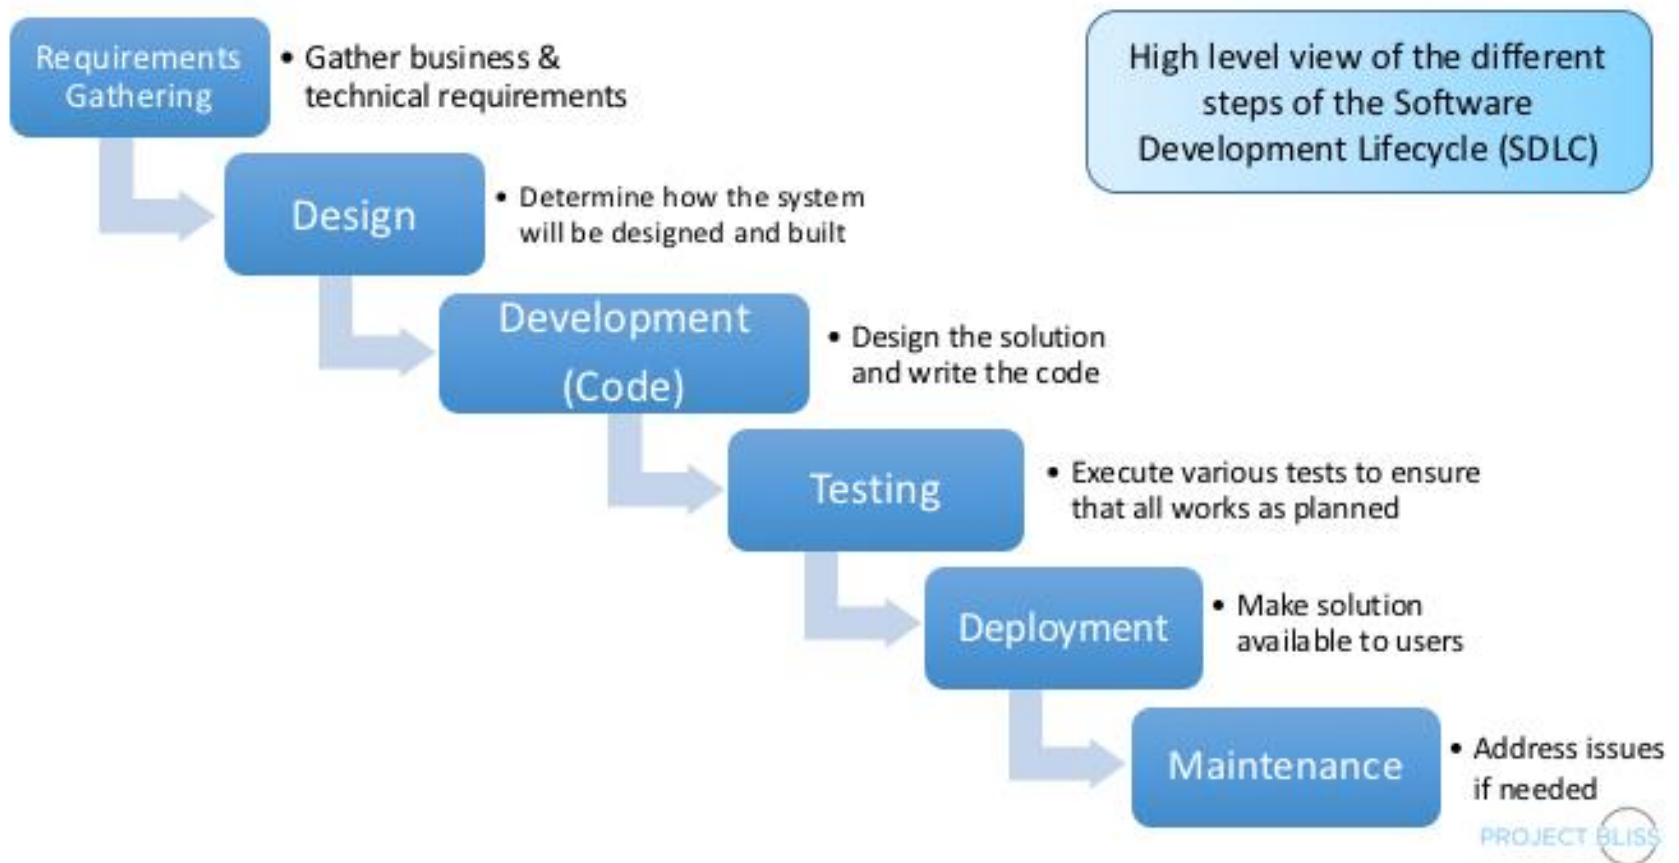 Requirements
Gathering
• Gather business &
technical requirements
High level view of the different
steps of the Software
Development Lifecycle (SDLC)
Design
• Determine how the system
will be designed and built
Development
(Code)
• Design the solution
and write the code
Testing
• Execute various tests to ensure
that all works as planned
Deployment
• Make solution
available to users
Maintenance
• Address issues
if needed
PROJECT BLISS